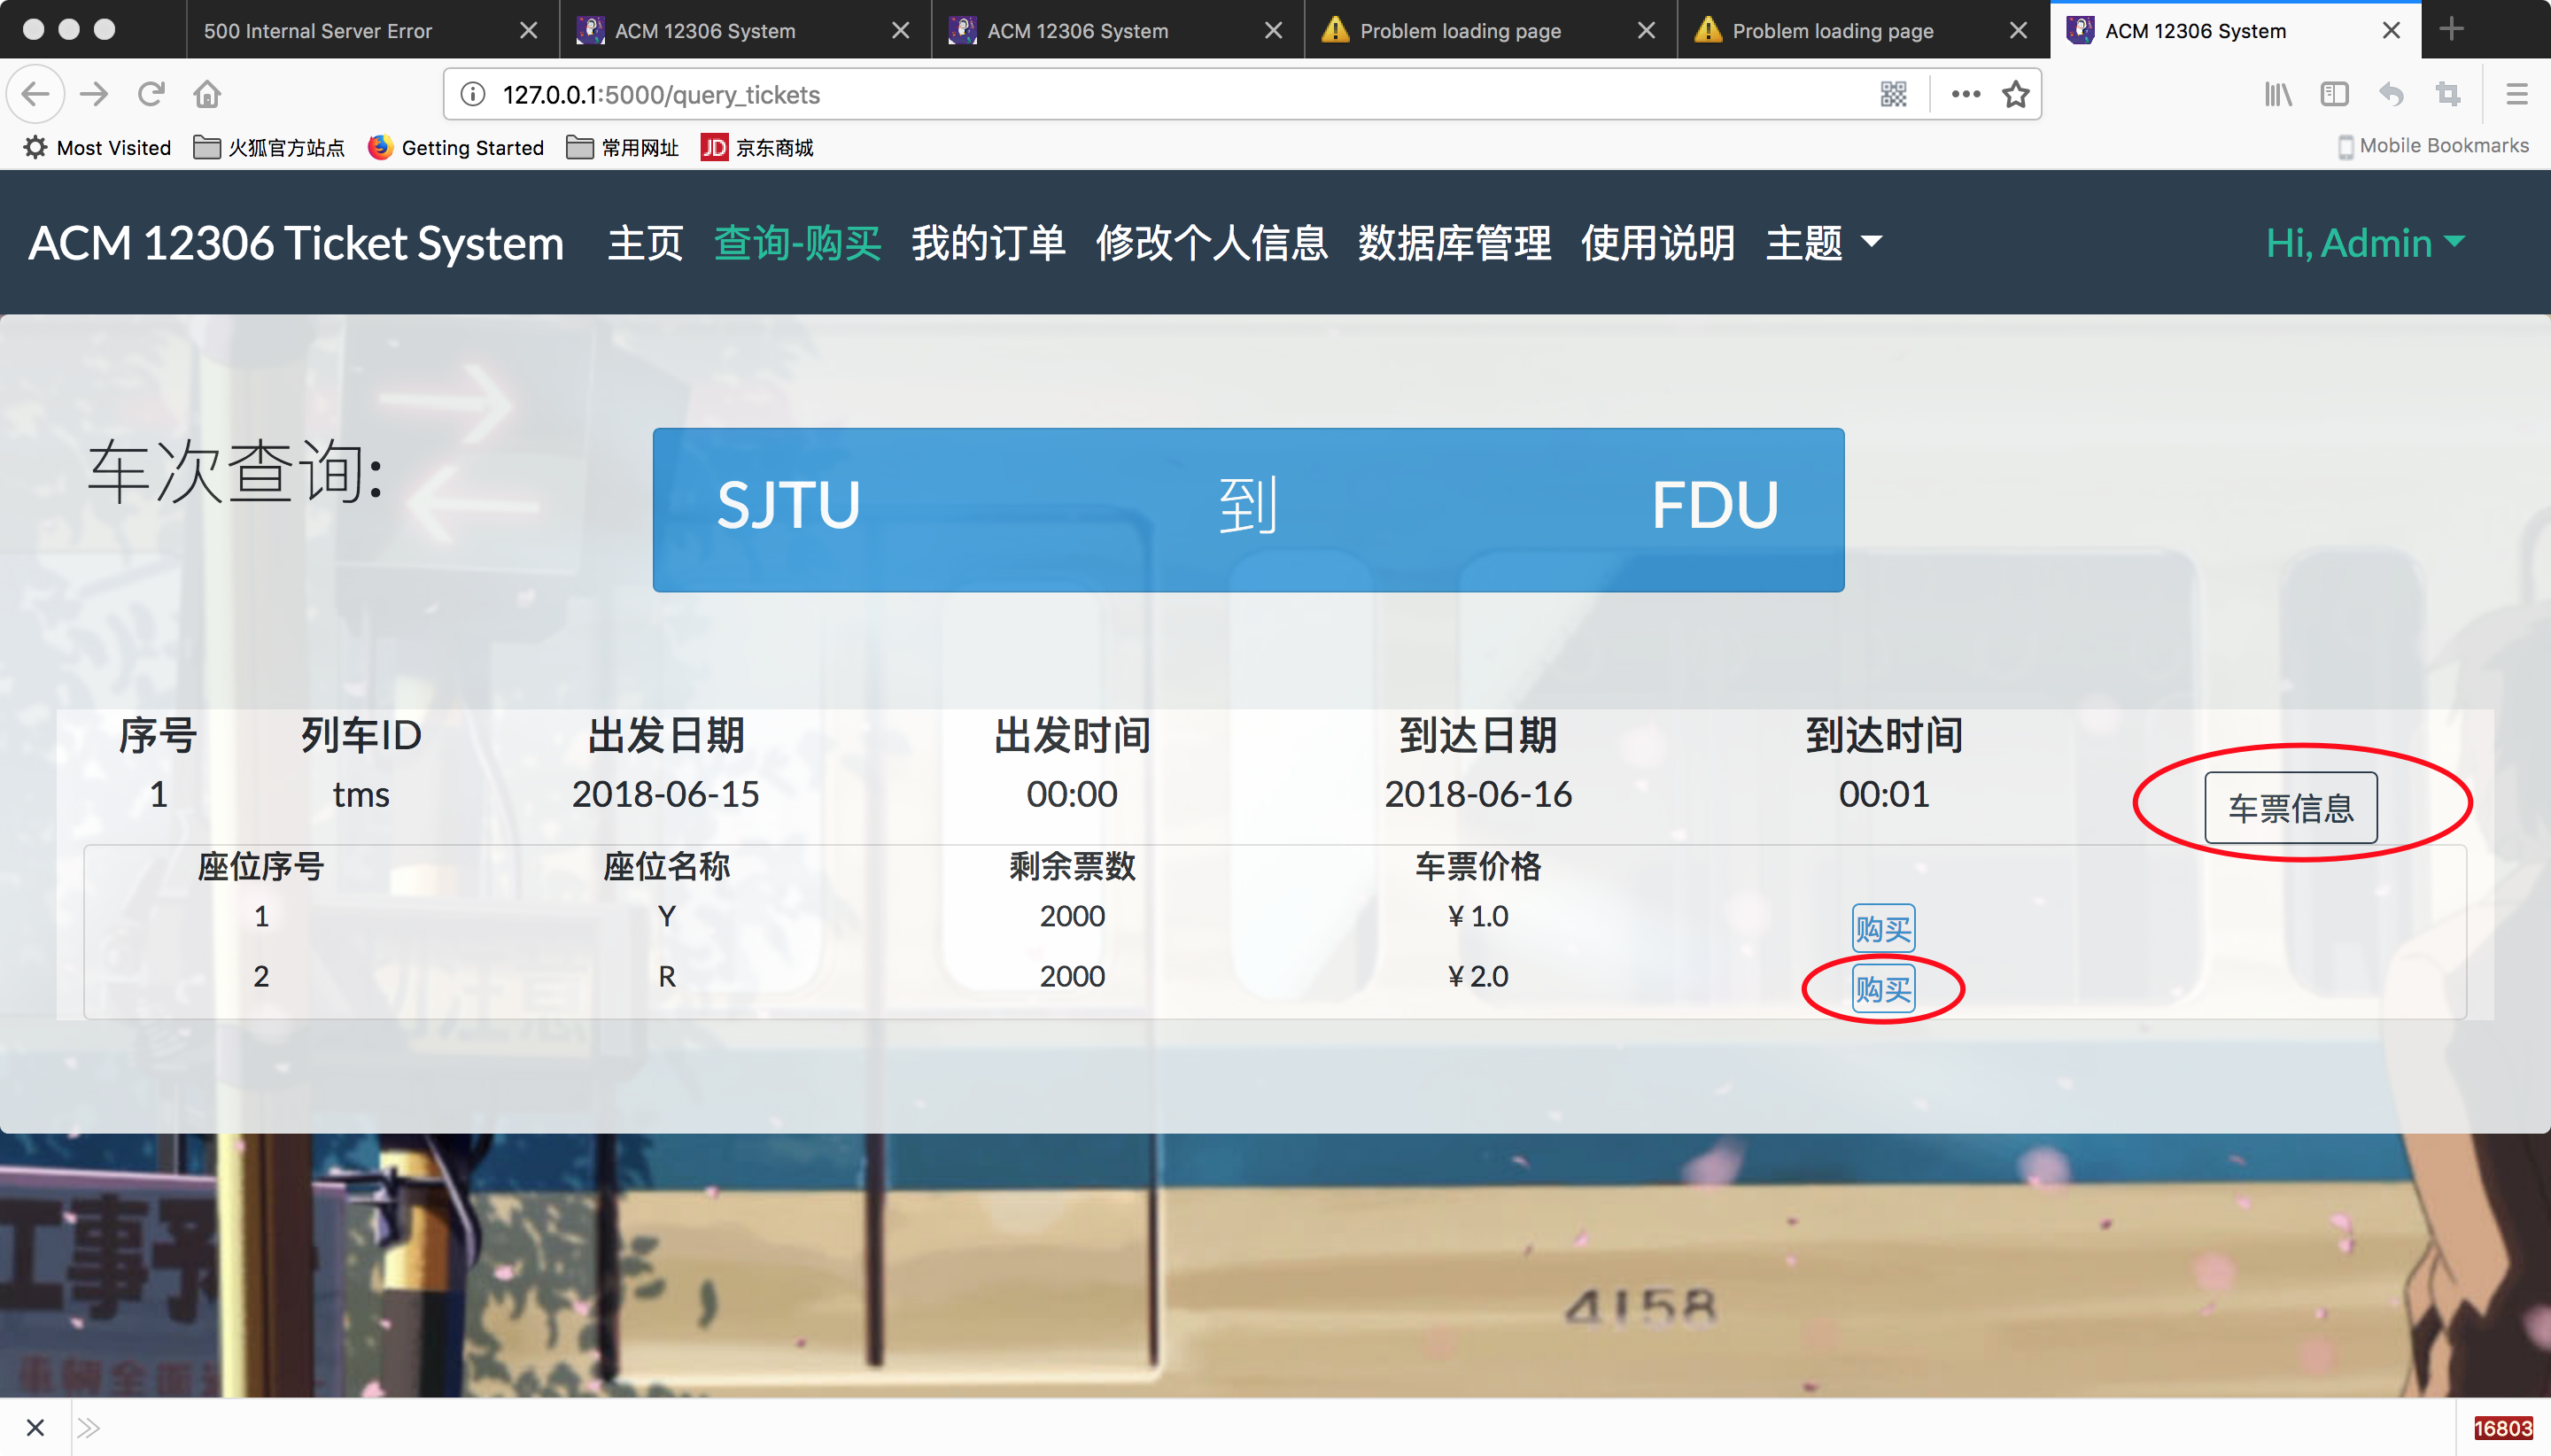 500 Internal Server Error
ACM 12306 System
ACM 12306 System
Problem loading page
Problem loading page
ACM 12306 System
127.0.0.1:5000/query_tickets
Most Visited 火狐官方站点 Getting Started 常用网址 JD 京东商城 Mobile Bookmarks
ACM 12306 Ticket System 主页 查询-购买 我的订单 修改个人信息 数据库管理 使用说明 主题 Hi, Admin
车次查询: SJTU 到 FDU
序号 列车ID 出发日期 出发时间 到达日期 到达时间
1 tms 2018-06-15 00:00 2018-06-16 00:01 车票信息
座位序号 座位名称 剩余票数 车票价格
1 Y 2000 ¥ 1.0 购买
2 R 2000 ¥ 2.0 购买
4158
16803